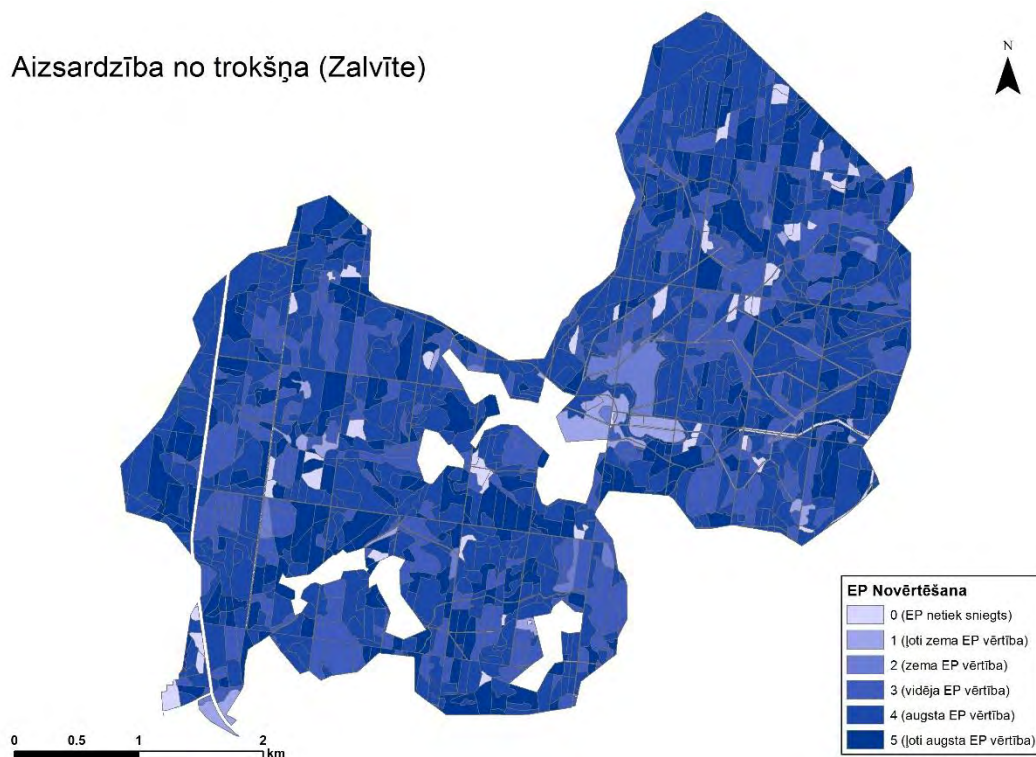 Aizsardzība no trokšņa (Zalvīte)
N
EP Novērtēšana
0 (EP netiek sniegts)
1 (ļoti zema EP vērtība)
2 (zema EP vērtība)
3 (vidēja EP vērtība)
4 (augsta EP vērtība)
5 (ļoti augsta EP vērtība)
0 0.5 1 2
km